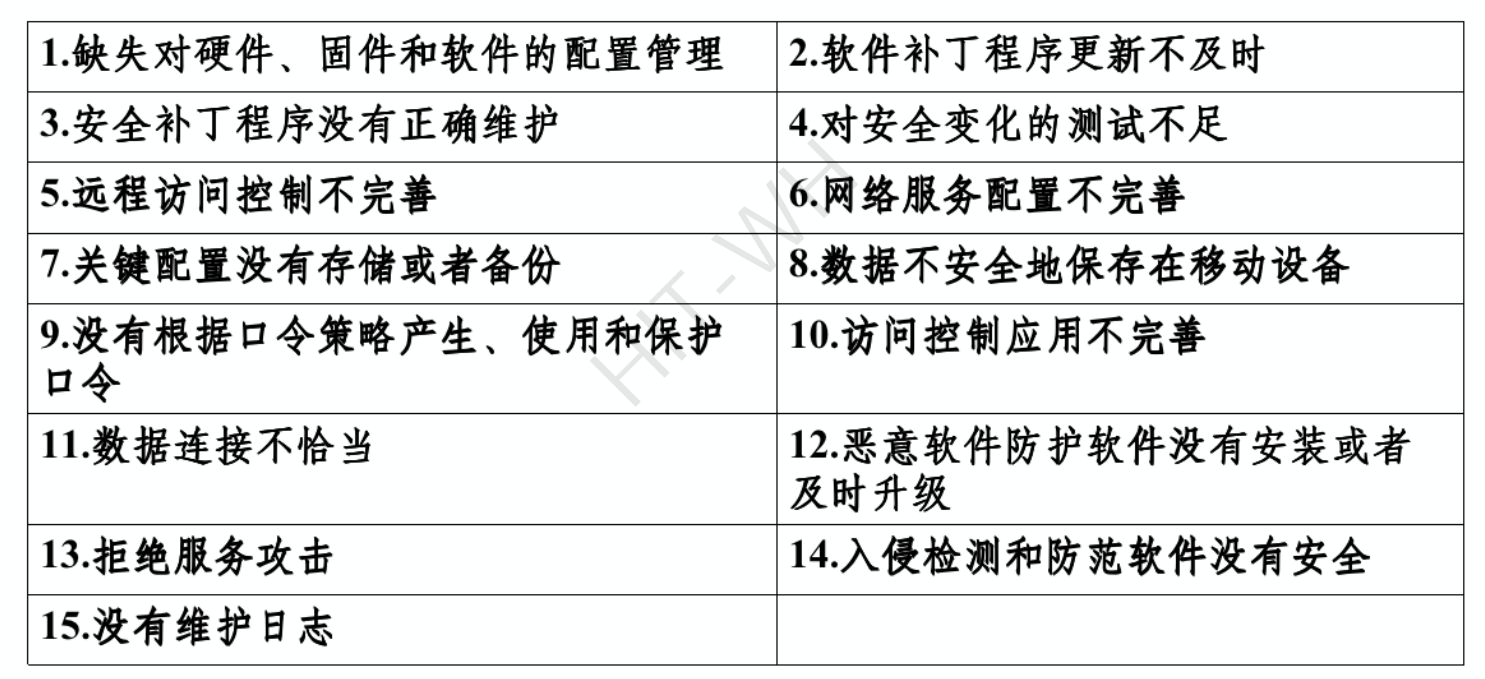 1.缺失对硬件、固件和软件的配置管理
2.软件补丁程序更新不及时
3.安全补丁程序没有正确维护
4.对安全变化的测试不足
5.远程访问控制不完善
6.网络服务配置不完善
7.关键配置没有存储或者备份
8.数据不安全地保存在移动设备
9.没有根据口令策略产生、使用和保护
口令
10.访问控制应用不完善
11.数据连接不恰当
12.恶意软件防护软件没有安装或者
及时升级
13.拒绝服务攻击
14.入侵检测和防范软件没有安全
15.没有维护日志
HIT-WH